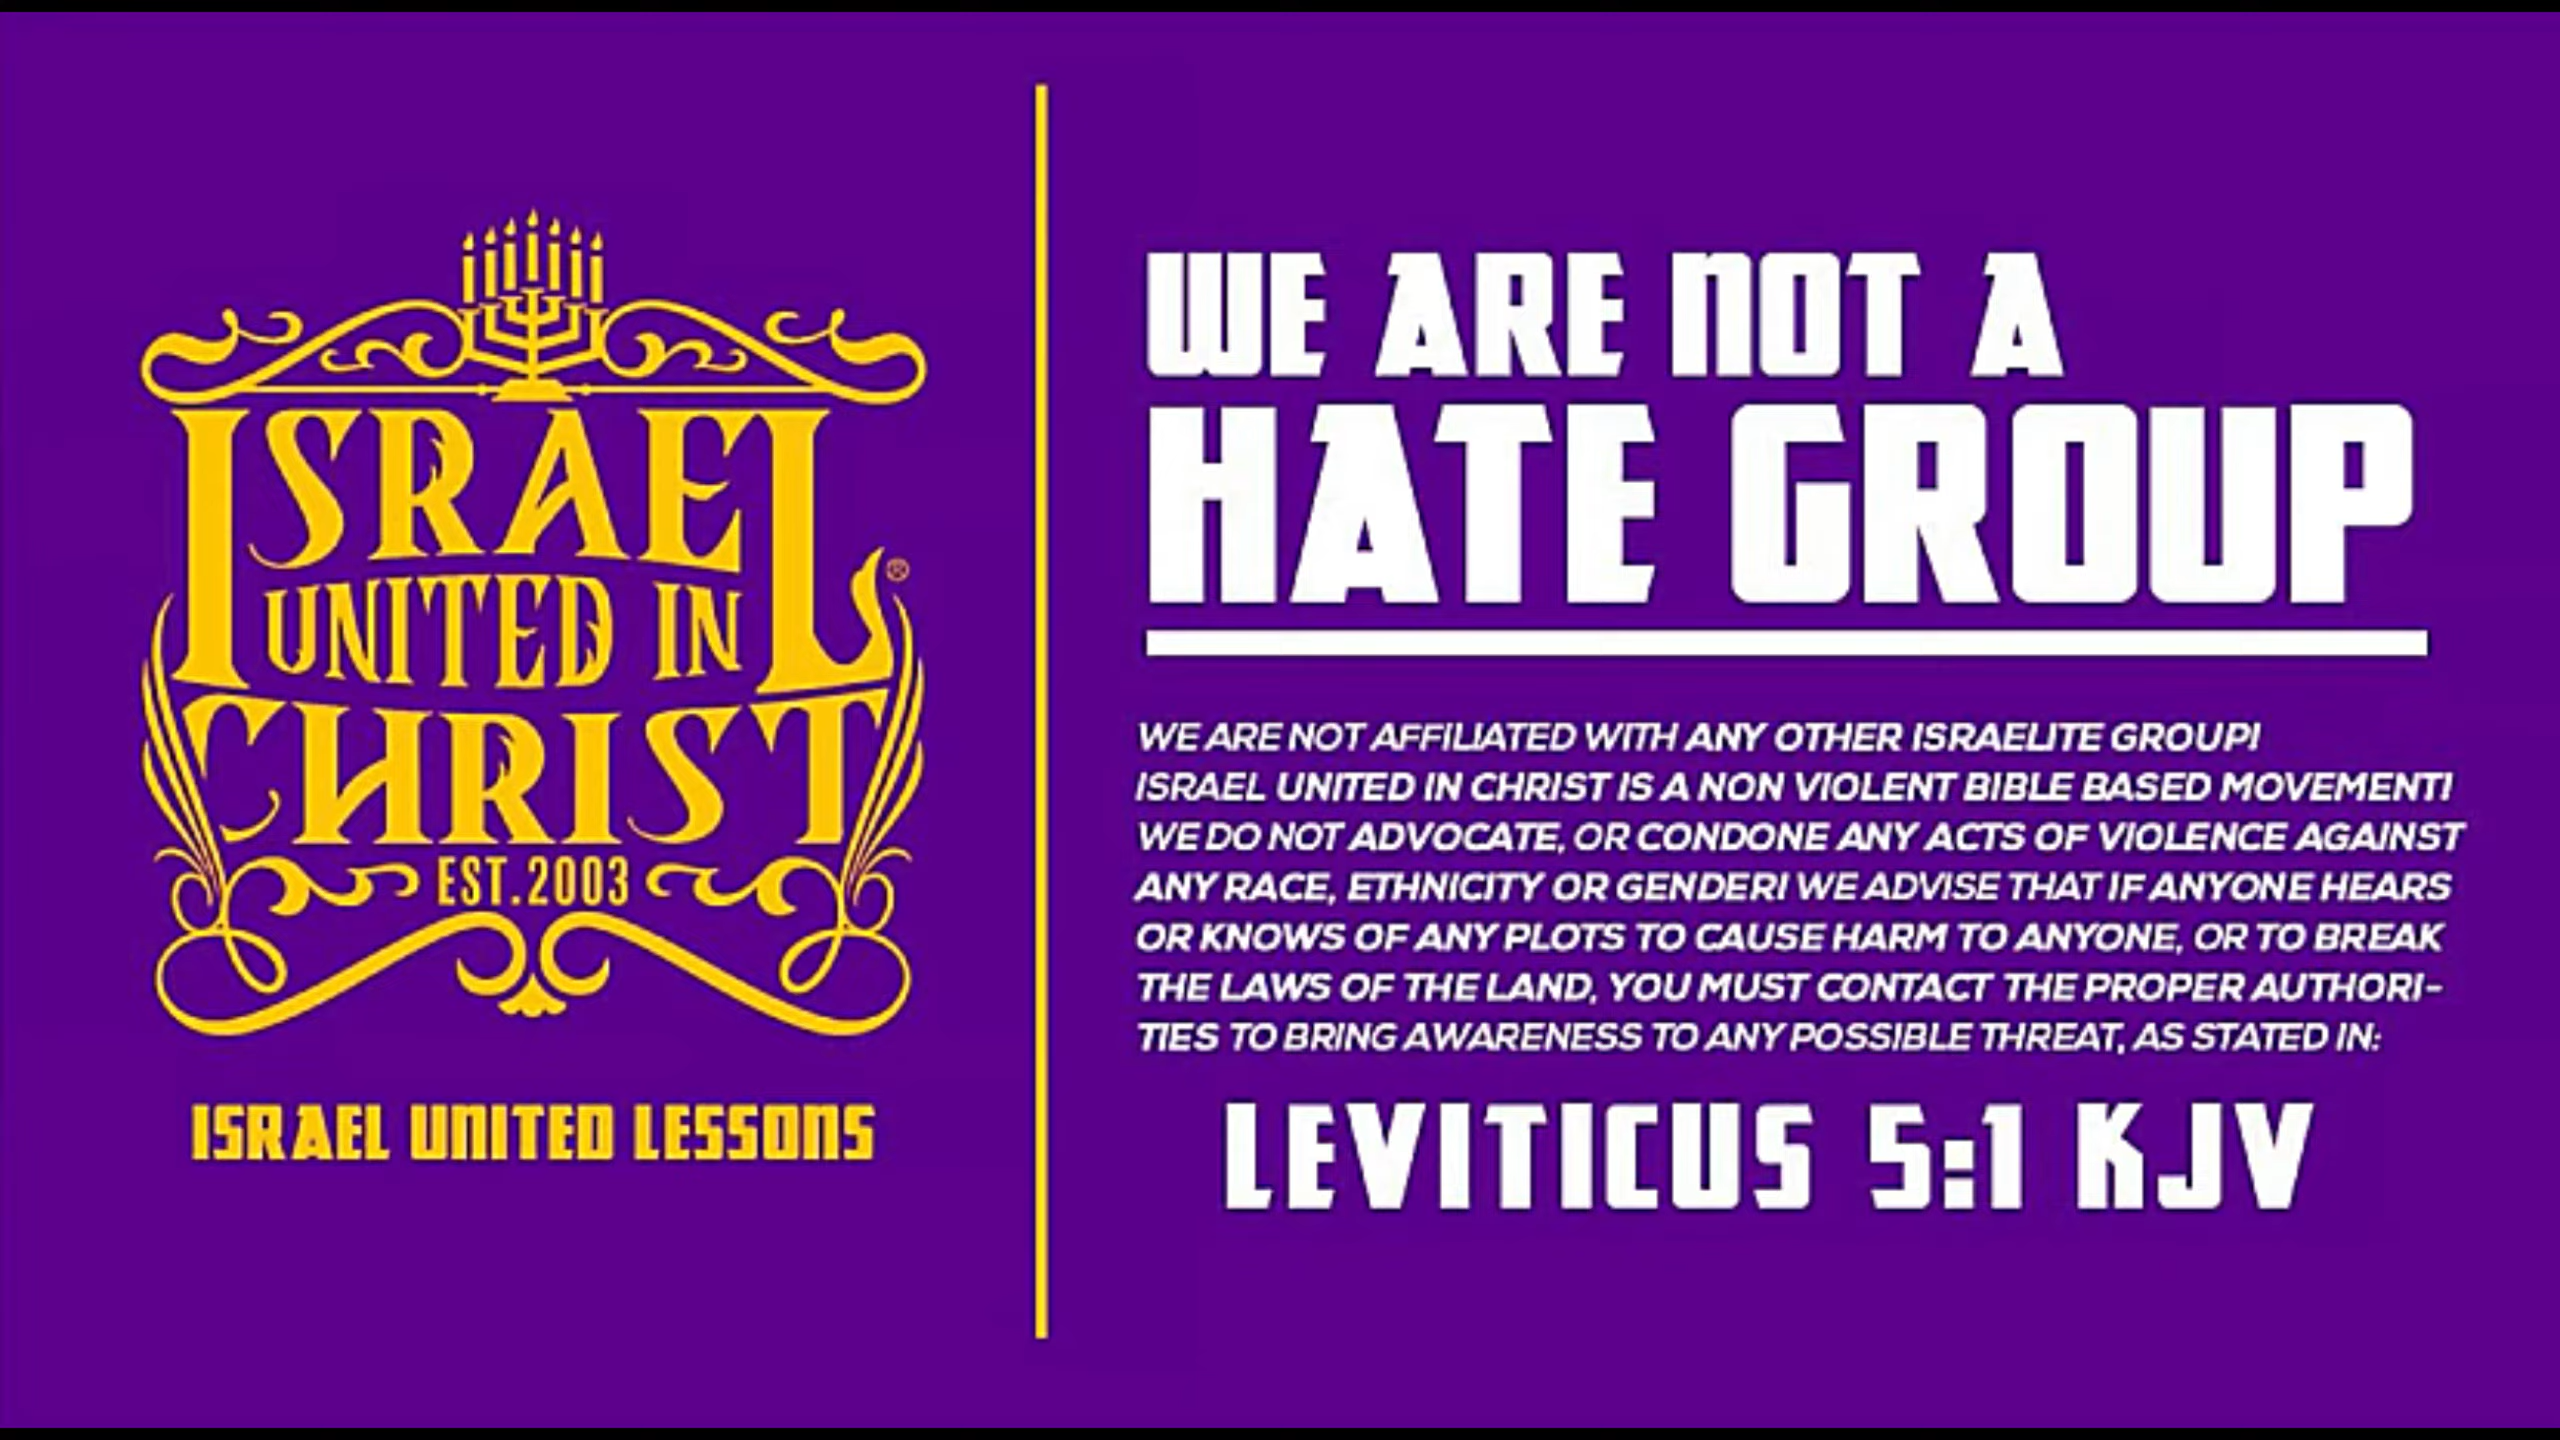 ISRAEL
UNITED IN
CHRIST
®
EST.2003
ISRAEL UNITED LESSONS
WE ARE NOT A
HATE GROUP
WE ARE NOT AFFILIATED WITH ANY OTHER ISRAELITE GROUP!
ISRAEL UNITED IN CHRIST IS A NON VIOLENT BIBLE BASED MOVEMENT!
WE DO NOT ADVOCATE, OR CONDONE ANY ACTS OF VIOLENCE AGAINST
ANY RACE, ETHNICITY OR GENDER! WE ADVISE THAT IF ANYONE HEARS
OR KNOWS OF ANY PLOTS TO CAUSE HARM TO ANYONE, OR TO BREAK
THE LAWS OF THE LAND, YOU MUST CONTACT THE PROPER AUTHORI-
TIES TO BRING AWARENESS TO ANY POSSIBLE THREAT, AS STATED IN:
LEVITICUS 5:1 KJV